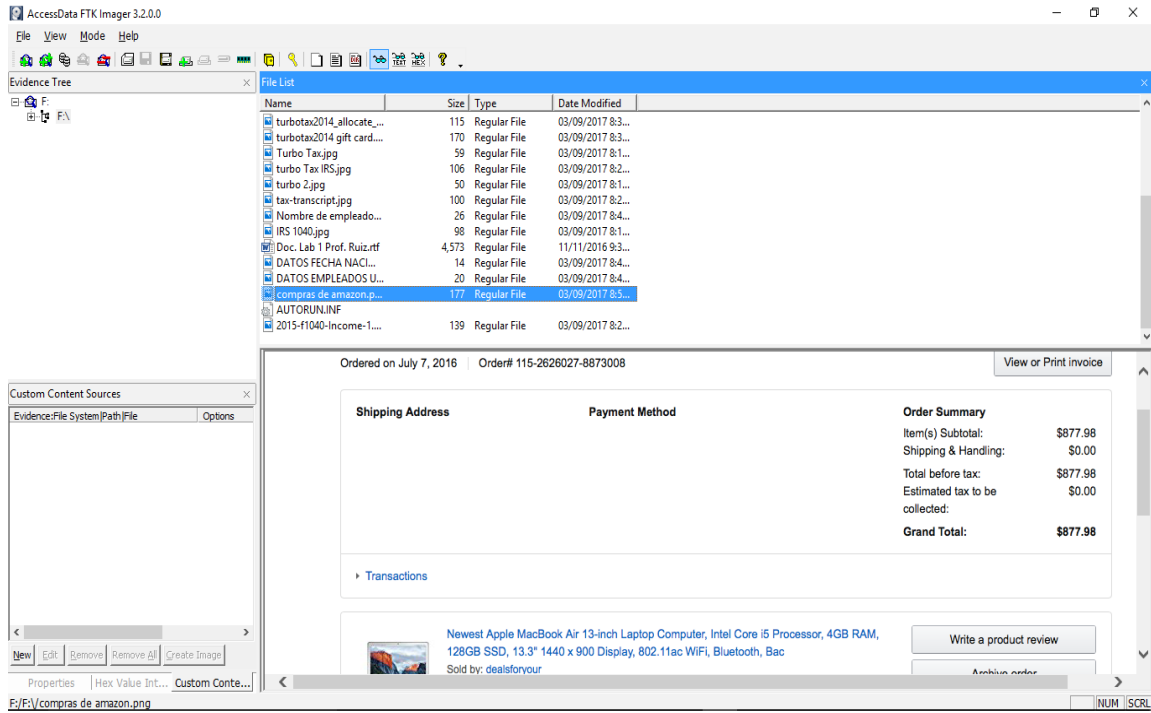 AccessData FTK Imager 3.2.0.0
File View Mode Help
Evidence Tree
F:
F:\
File List
Name Size Type Date Modified
turbotax2014_allocate_... 115 Regular File 03/09/2017 8:3...
turbotax2014 gift card.... 170 Regular File 03/09/2017 8:3...
Turbo Tax.jpg 59 Regular File 03/09/2017 8:1...
turbo Tax IRS.jpg 106 Regular File 03/09/2017 8:2...
turbo 2.jpg 50 Regular File 03/09/2017 8:1...
tax-transcript.jpg 100 Regular File 03/09/2017 8:2...
Nombre de empleado... 26 Regular File 03/09/2017 8:4...
IRS 1040.jpg 98 Regular File 03/09/2017 8:1...
Doc. Lab 1 Prof. Ruiz.rtf 4,573 Regular File 11/11/2016 9:3...
DATOS FECHA NACI... 14 Regular File 03/09/2017 8:4...
DATOS EMPLEADOS U... 20 Regular File 03/09/2017 8:4...
compras de amazon.p... 177 Regular File 03/09/2017 8:5...
AUTORUN.INF
2015-f1040-Income-1.... 139 Regular File 03/09/2017 8:2...
Custom Content Sources
Evidence:File System|Path|File Options
New Edit Remove Remove All Create Image
Properties Hex Value Int... Custom Conte...
Ordered on July 7, 2016 Order# 115-2626027-8873008 View or Print invoice
Shipping Address Payment Method Order Summary
Item(s) Subtotal: $877.98
Shipping & Handling: $0.00
Total before tax: $877.98
Estimated tax to be $0.00
collected:
Grand Total: $877.98
Transactions
Newest Apple MacBook Air 13-inch Laptop Computer, Intel Core i5 Processor, 4GB RAM,
128GB SSD, 13.3" 1440 x 900 Display, 802.11ac WiFi, Bluetooth, Bac
Sold by: dealsforyour
Write a product review
Archive order
F:/F:\/compras de amazon.png NUM SCRL